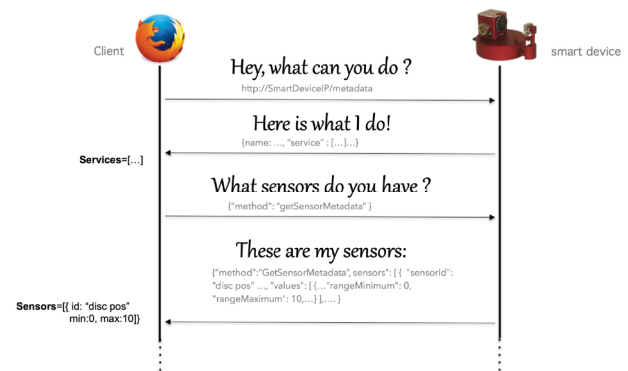 Client
smart device
Hey, what can you do ?
http://SmartDeviceIP/metadata
Here is what I do!
{name: ..., "service" : [...]...}
Services=[...]
What sensors do you have ?
{"method": "getSensorMetadata" }
These are my sensors:
{"method":"GetSensorMetadata", sensors": [ { "sensorId":
"disc pos" ..., "values": [ {..."rangeMinimum": 0,
"rangeMaximum": 10,...} ],.... }
Sensors=[{ id: "disc pos"
min:0, max:10]}